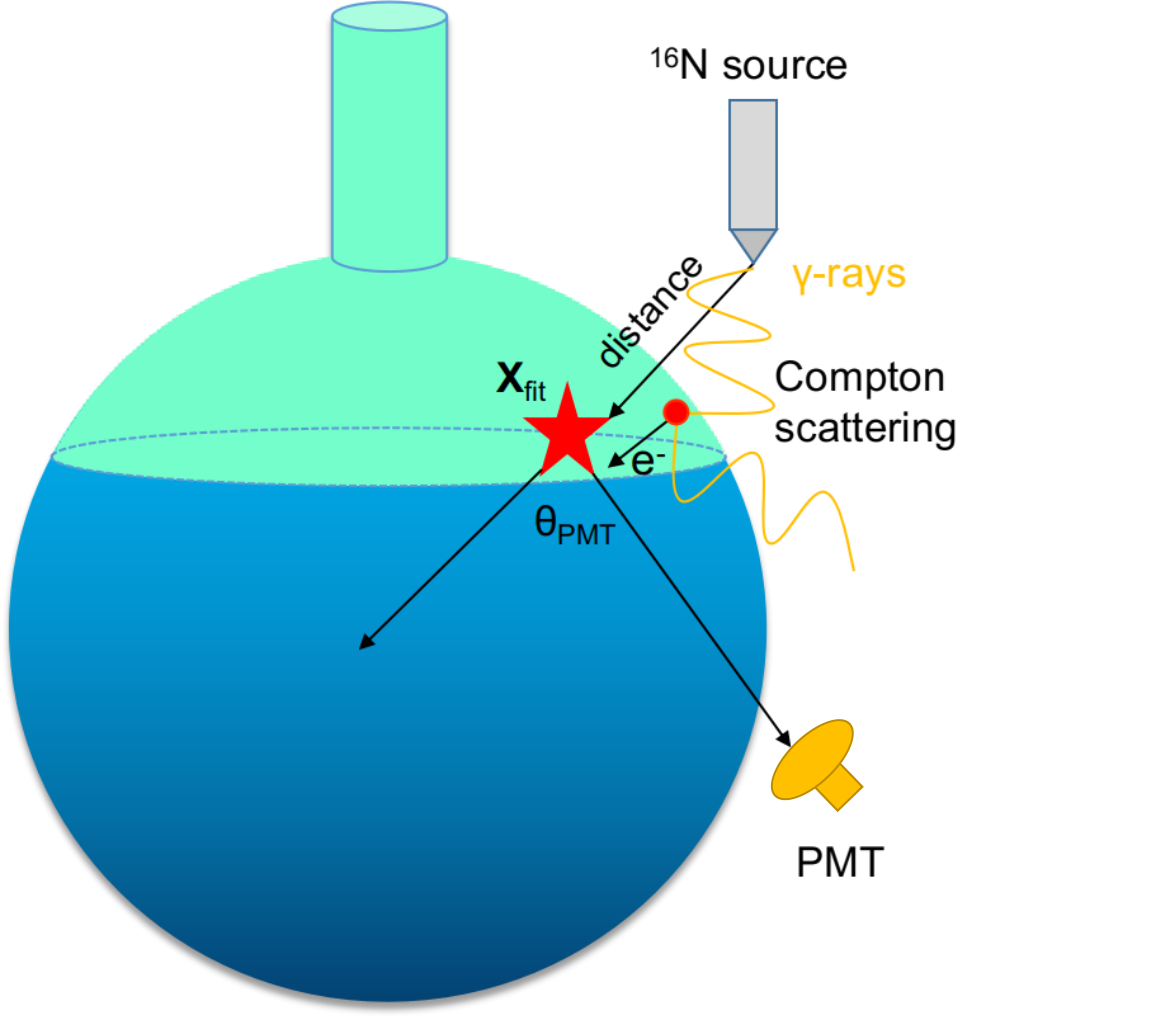 ¹⁶N source
γ-rays
distance
Compton
scattering
X_fit
e⁻
θ_PMT
PMT